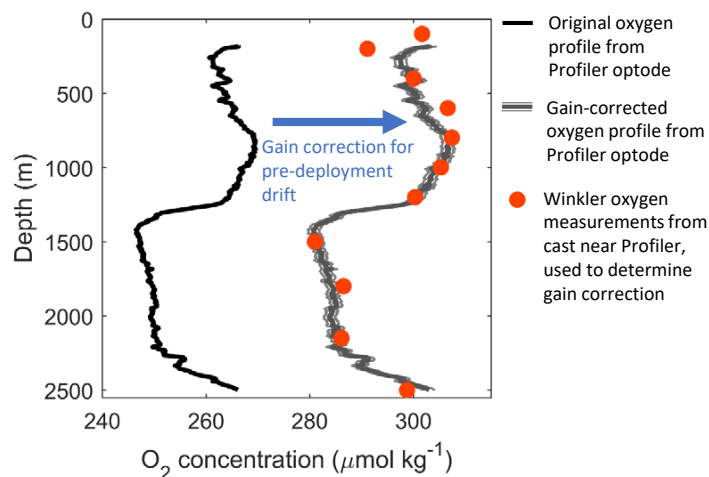 0
500
1000
1500
2000
2500
Depth (m)
240
260
280
300
O₂ concentration (μmol kg⁻¹)
Gain correction for
pre-deployment
drift
Original oxygen
profile from
Profiler optode
Gain-corrected
oxygen profile from
Profiler optode
Winkler oxygen
measurements from
cast near Profiler,
used to determine
gain correction